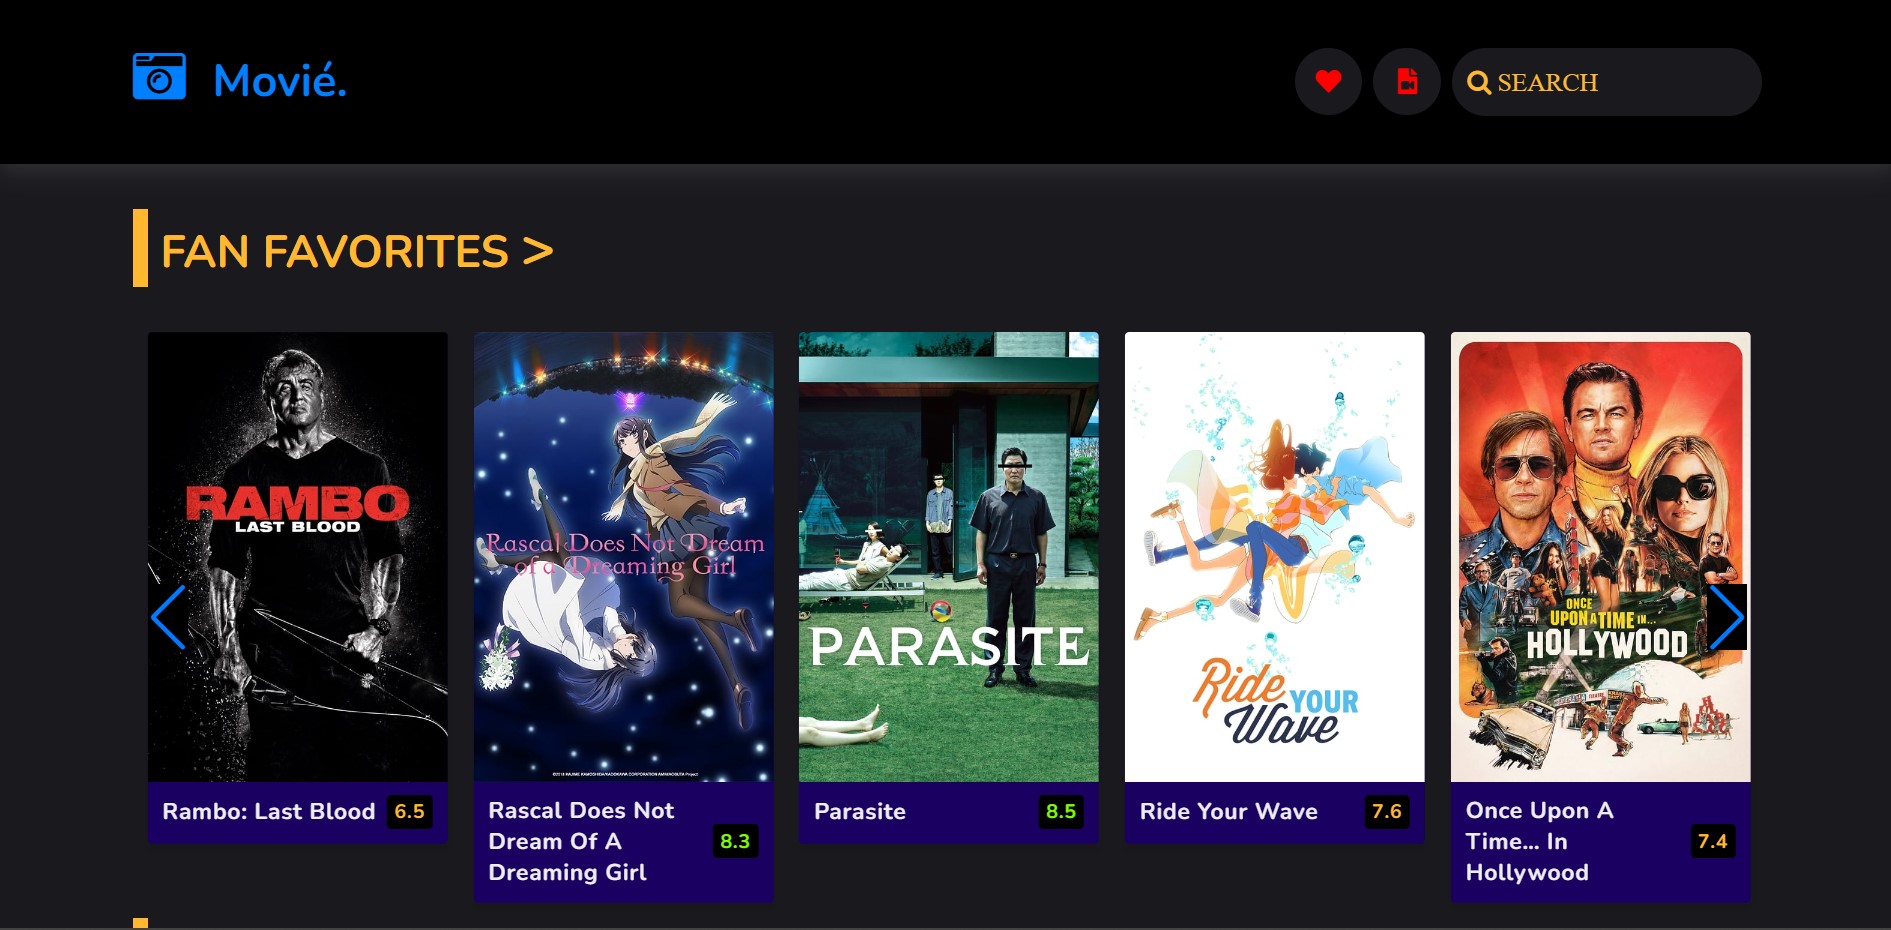 Movié.
SEARCH
FAN FAVORITES >
RAMBO
LAST BLOOD
Rascal Does Not Dream
of a Dreaming Girl
PARASITE
Ride YOUR
Wave
ONCE
UPON A TIME IN...
HOLLYWOOD
Rambo: Last Blood 6.5
Rascal Does Not
Dream Of A
Dreaming Girl
8.3
Parasite 8.5
Ride Your Wave 7.6
Once Upon A
Time... In
Hollywood
7.4